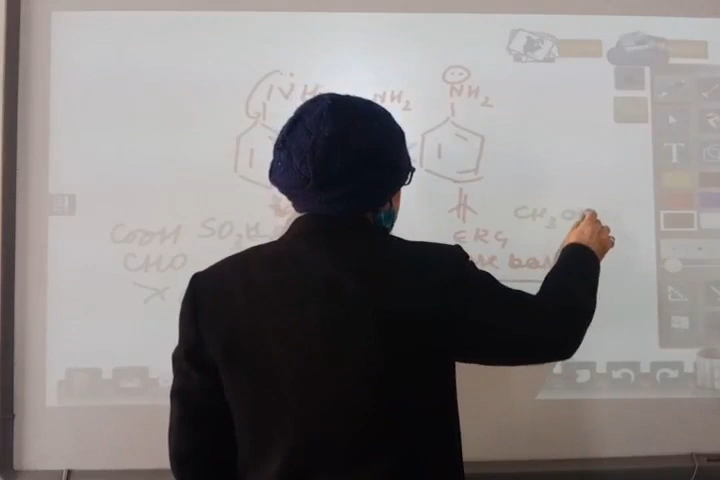 N̈H NH2 NH2
COOH SO3H
CH3O
CHO
ERG
X
T